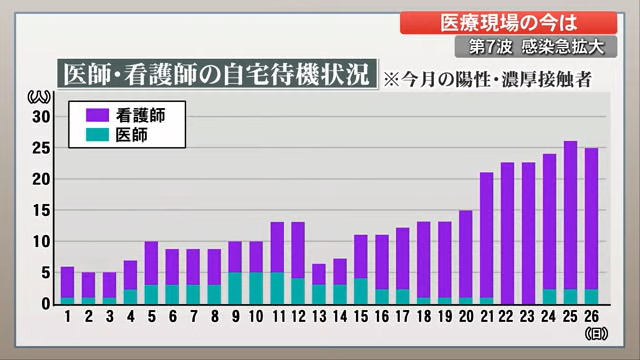 医療現場の今は
第7波 感染急拡大
医師・看護師の自宅待機状況 ※今月の陽性・濃厚接触者
(人)
30
看護師
医師
25
20
15
10
5
0
1 2 3 4 5 6 7 8 9 10 11 12 13 14 15 16 17 18 19 20 21 22 23 24 25 26
(日)